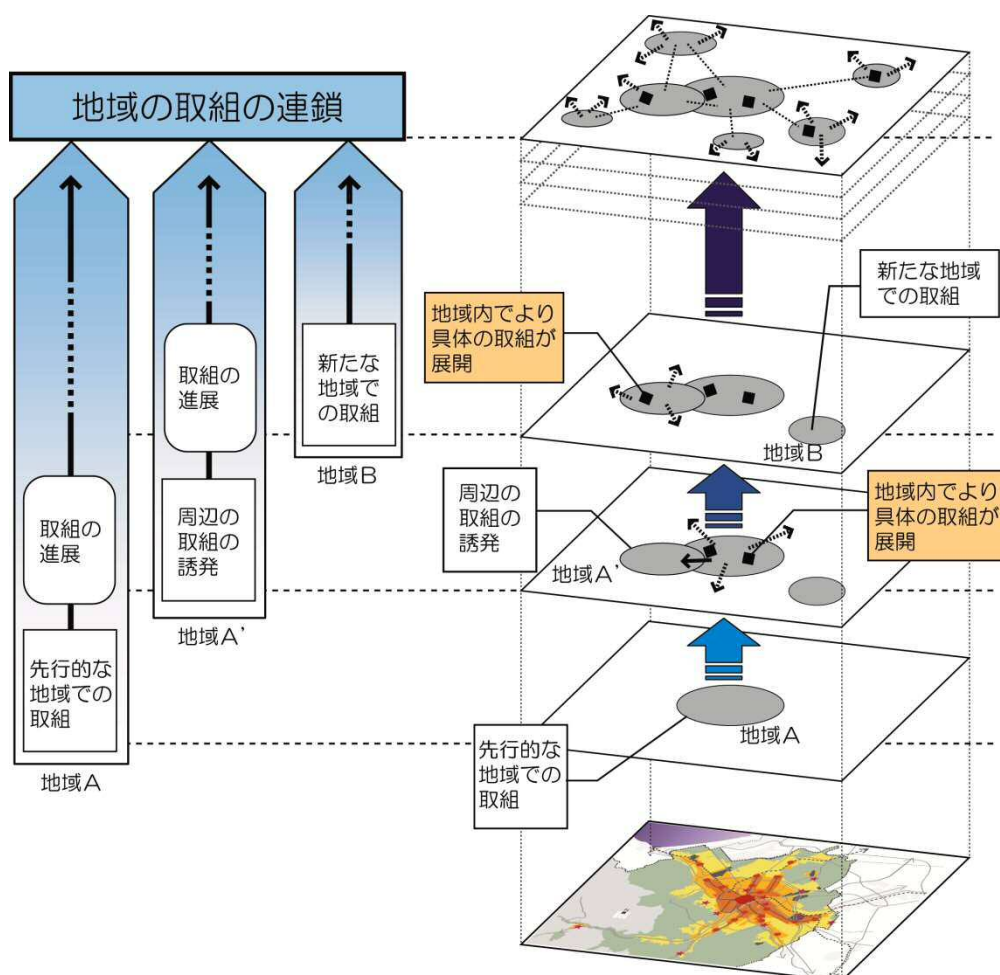 地域の取組の連鎖
取組の
進展
先行的な
地域での
取組
地域A
取組の
進展
周辺の
取組の
誘発
地域A'
新たな
地域で
の取組
地域B
新たな地域
での取組
地域内でより
具体の取組が
展開
地域B
周辺の
取組の
誘発
地域A'
地域内でより
具体の取組が
展開
先行的な
地域での
取組
地域A